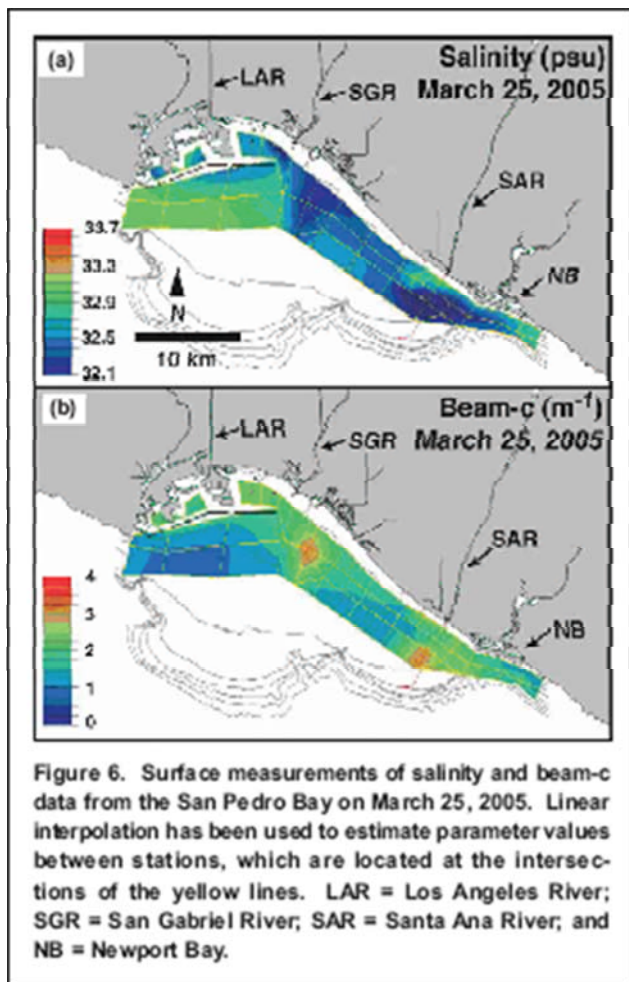 (a)
Salinity (psu)
March 25, 2005
LAR
SGR
SAR
NB
33.7
33.3
32.9
32.5
32.1
N
10 km
(b)
Beam-c (m⁻¹)
March 25, 2005
LAR
SGR
SAR
NB
4
3
2
1
0
Figure 6. Surface measurements of salinity and beam-c
data from the San Pedro Bay on March 25, 2005. Linear
interpolation has been used to estimate parameter values
between stations, which are located at the intersec-
tions of the yellow lines. LAR = Los Angeles River;
SGR = San Gabriel River; SAR = Santa Ana River; and
NB = Newport Bay.